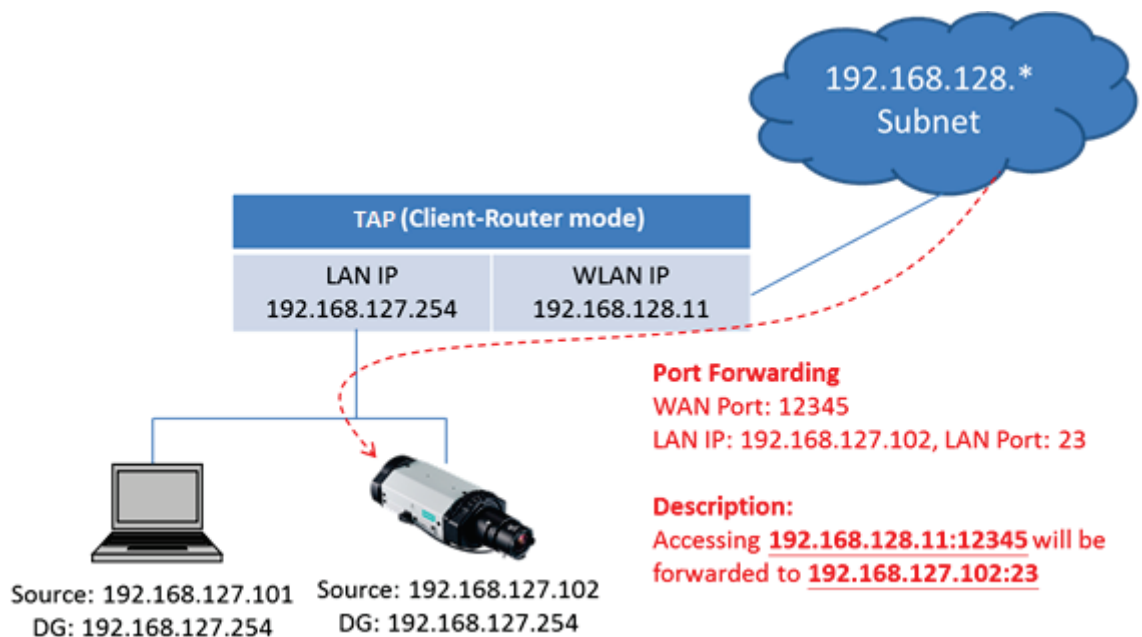 192.168.128.*
Subnet
TAP (Client-Router mode)
LAN IP
192.168.127.254
WLAN IP
192.168.128.11
Port Forwarding
WAN Port: 12345
LAN IP: 192.168.127.102, LAN Port: 23
Description:
Accessing 192.168.128.11:12345 will be
forwarded to 192.168.127.102:23
Source: 192.168.127.101
DG: 192.168.127.254
Source: 192.168.127.102
DG: 192.168.127.254